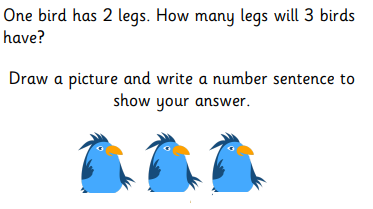 One bird has 2 legs. How many legs will 3 birds
have?
Draw a picture and write a number sentence to
show your answer.